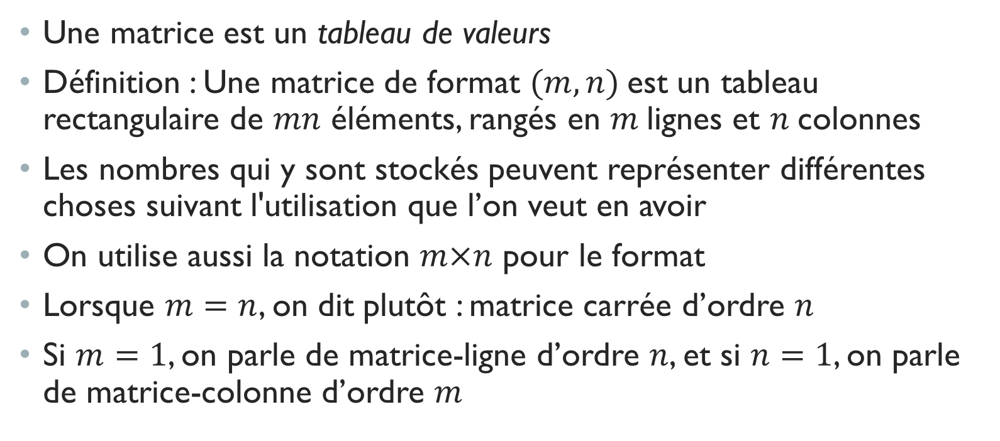 • Une matrice est un tableau de valeurs
• Définition : Une matrice de format (m, n) est un tableau
rectangulaire de mn éléments, rangés en m lignes et n colonnes
• Les nombres qui y sont stockés peuvent représenter différentes
choses suivant l'utilisation que l’on veut en avoir
• On utilise aussi la notation m×n pour le format
• Lorsque m = n, on dit plutôt : matrice carrée d’ordre n
• Si m = 1, on parle de matrice-ligne d’ordre n, et si n = 1, on parle
de matrice-colonne d’ordre m